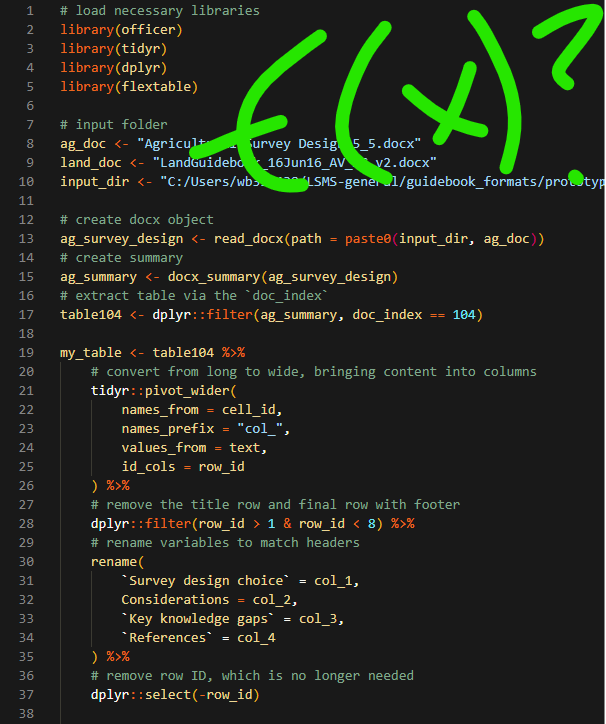 f(x)?
1 # load necessary libraries
2 library(officer)
3 library(tidyr)
4 library(dplyr)
5 library(flextable)
6
7 # input folder
8 ag_doc <- "Agricultu Survey Desig 5_5.docx"
9 land_doc <- "LandGuidebo _16Jun16_AV_ _v2.docx"
10 input_dir <- "C:/Users/ /LSMS-general/guidebook_formats/prototyp
11
12 # create docx object
13 ag_survey_design <- read_docx(path = paste0(input_dir, ag_doc))
14 # create summary
15 ag_summary <- docx_summary(ag_survey_design)
16 # extract table via the `doc_index`
17 table104 <- dplyr::filter(ag_summary, doc_index == 104)
18
19 my_table <- table104 %>%
20 # convert from long to wide, bringing content into columns
21 tidyr::pivot_wider(
22 names_from = cell_id,
23 names_prefix = "col_",
24 values_from = text,
25 id_cols = row_id
26 ) %>%
27 # remove the title row and final row with footer
28 dplyr::filter(row_id > 1 & row_id < 8) %>%
29 # rename variables to match headers
30 rename(
31 `Survey design choice` = col_1,
32 Considerations = col_2,
33 `Key knowledge gaps` = col_3,
34 `References` = col_4
35 ) %>%
36 # remove row ID, which is no longer needed
37 dplyr::select(-row_id)
38